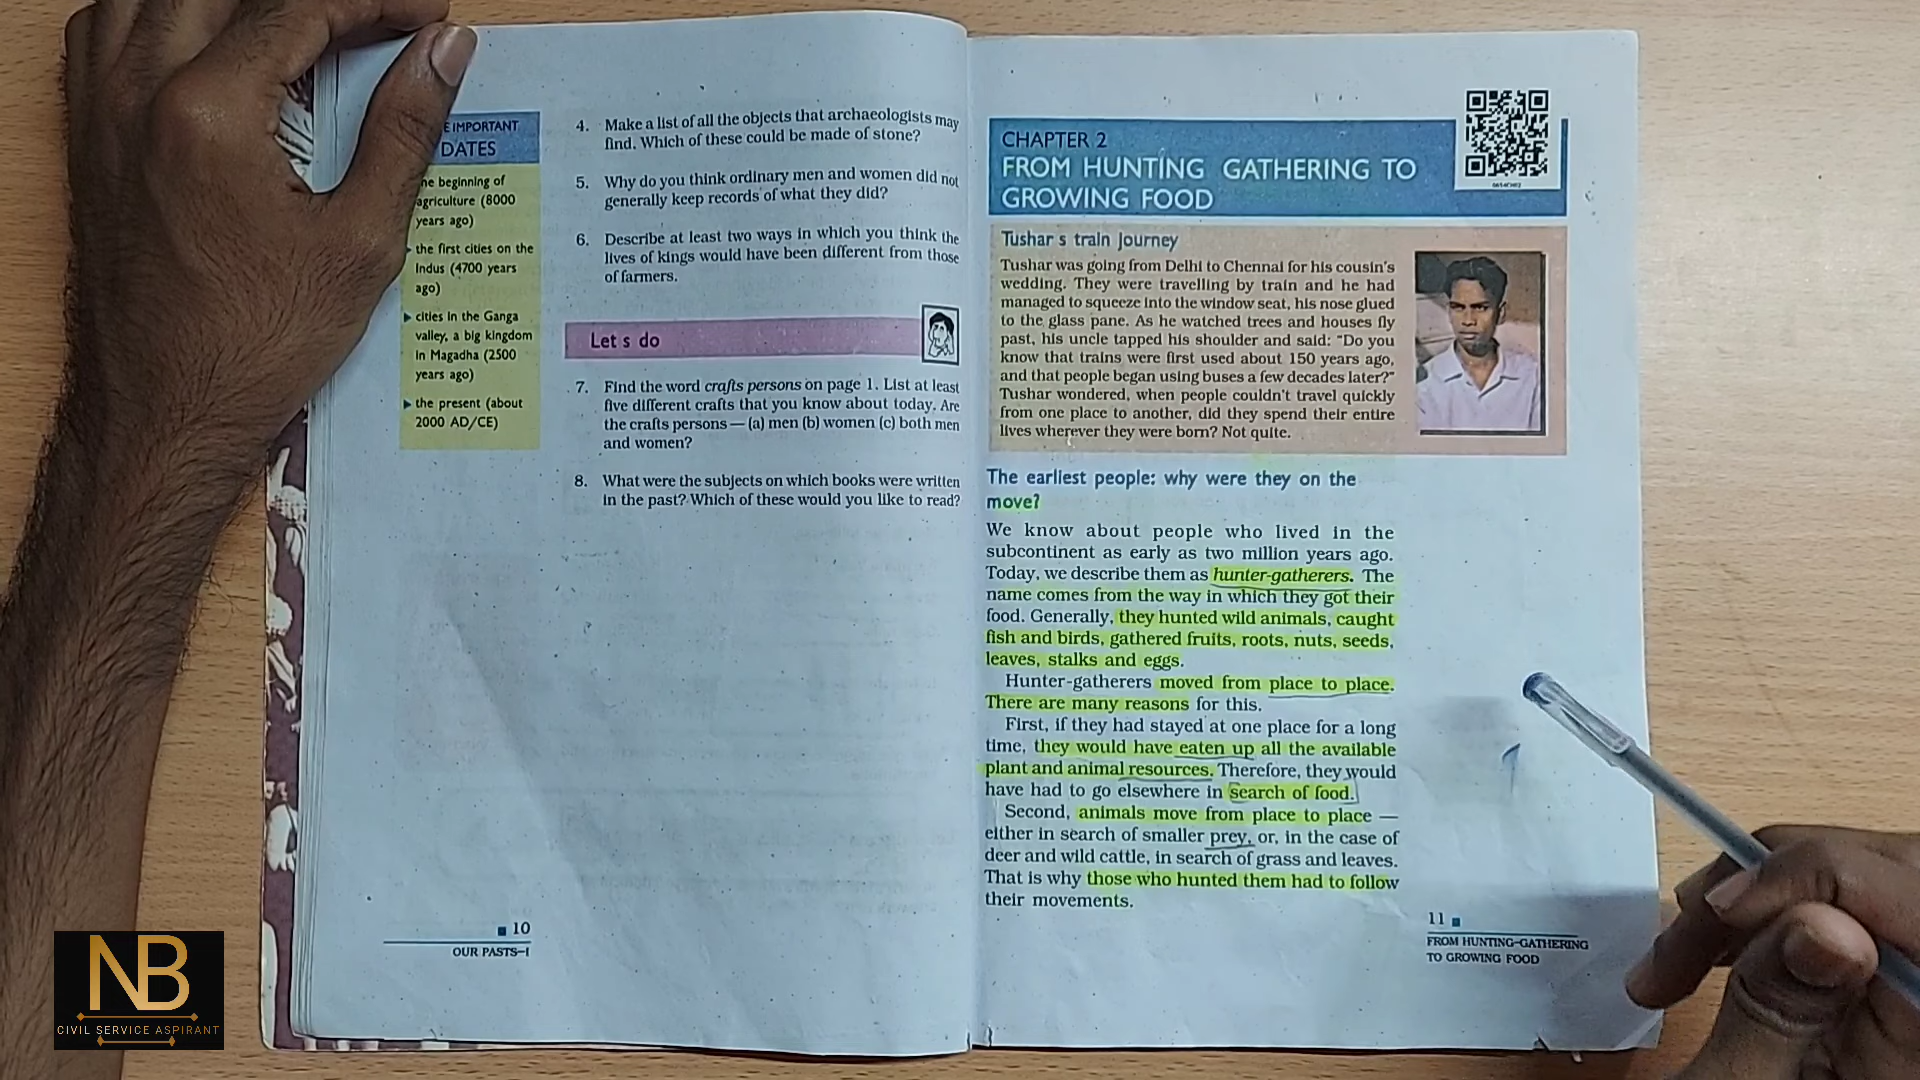 E IMPORTANT
DATES
he beginning of
agriculture (8000
years ago)
the first cities on the
Indus (4700 years
ago)
cities in the Ganga
valley, a big kingdom
in Magadha (2500
years ago)
the present (about
2000 AD/CE)
4. Make a list of all the objects that archaeologists may
find. Which of these could be made of stone?
5. Why do you think ordinary men and women did not
generally keep records of what they did?
6. Describe at least two ways in which you think the
lives of kings would have been different from those
of farmers.
Let s do
7. Find the word crafts persons on page 1. List at least
five different crafts that you know about today. Are
the crafts persons — (a) men (b) women (c) both men
and women?
8. What were the subjects on which books were written
in the past? Which of these would you like to read?
10
OUR PASTS–I
CHAPTER 2
FROM HUNTING GATHERING TO
GROWING FOOD
Tushar s train journey
Tushar was going from Delhi to Chennai for his cousin's
wedding. They were travelling by train and he had
managed to squeeze into the window seat, his nose glued
to the glass pane. As he watched trees and houses fly
past, his uncle tapped his shoulder and said: "Do you
know that trains were first used about 150 years ago,
and that people began using buses a few decades later?"
Tushar wondered, when people couldn't travel quickly
from one place to another, did they spend their entire
lives wherever they were born? Not quite.
The earliest people: why were they on the
move?
We know about people who lived in the
subcontinent as early as two million years ago.
Today, we describe them as hunter-gatherers. The
name comes from the way in which they got their
food. Generally, they hunted wild animals, caught
fish and birds, gathered fruits, roots, nuts, seeds,
leaves, stalks and eggs.
Hunter-gatherers moved from place to place.
There are many reasons for this.
First, if they had stayed at one place for a long
time, they would have eaten up all the available
plant and animal resources. Therefore, they would
have had to go elsewhere in search of food.
Second, animals move from place to place —
either in search of smaller prey, or, in the case of
deer and wild cattle, in search of grass and leaves.
That is why those who hunted them had to follow
their movements.
11
FROM HUNTING–GATHERING
TO GROWING FOOD
NB
CIVIL SERVICE ASPIRANT